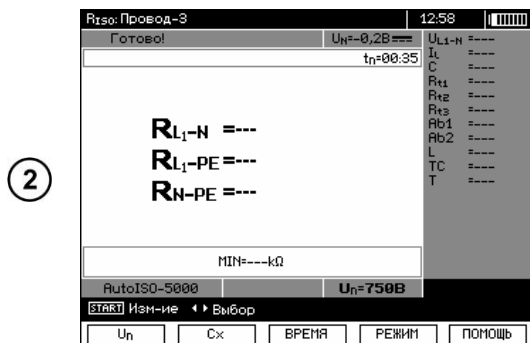 RISO: Провод-3 12:58
Готово! UN=-0,2В
tn=00:35
RL1-N =---
RL1-PE=---
RN-PE =---
MIN=---kΩ
AutoISO-5000 Un=750В
START Изм-ие Выбор
Un Cx ВРЕМЯ РЕЖИМ ПОМОЩЬ
UL1-N =---
IL =---
C =---
Rt1 =---
Rt2 =---
Rt3 =---
Ab1 =---
Ab2 =---
L =---
TC =---
T =---
2